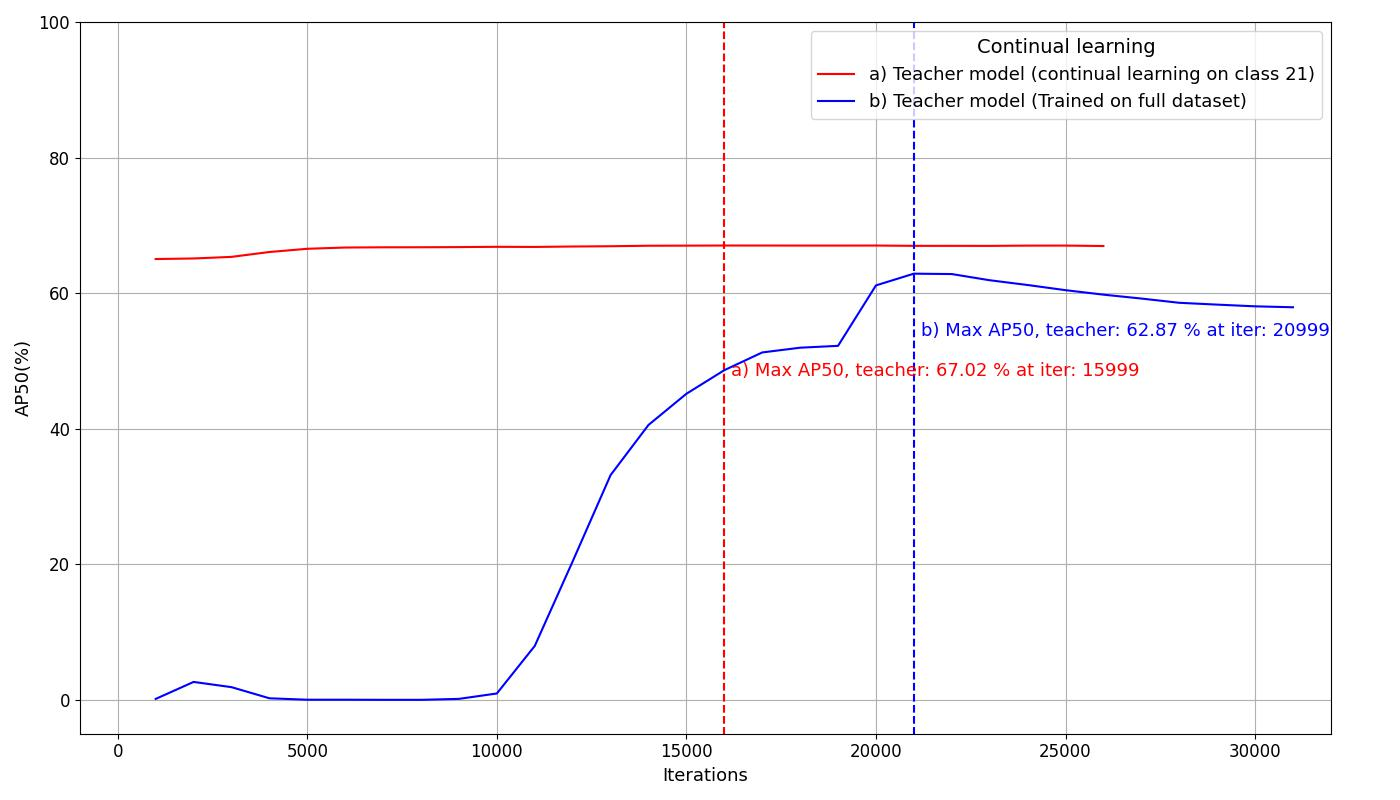 Continual learning
a) Teacher model (continual learning on class 21)
b) Teacher model (Trained on full dataset)
100
80
60
40
20
0
AP50(%)
b) Max AP50, teacher: 62.87 % at iter: 20999
a) Max AP50, teacher: 67.02 % at iter: 15999
0 5000 10000 15000 20000 25000 30000
Iterations